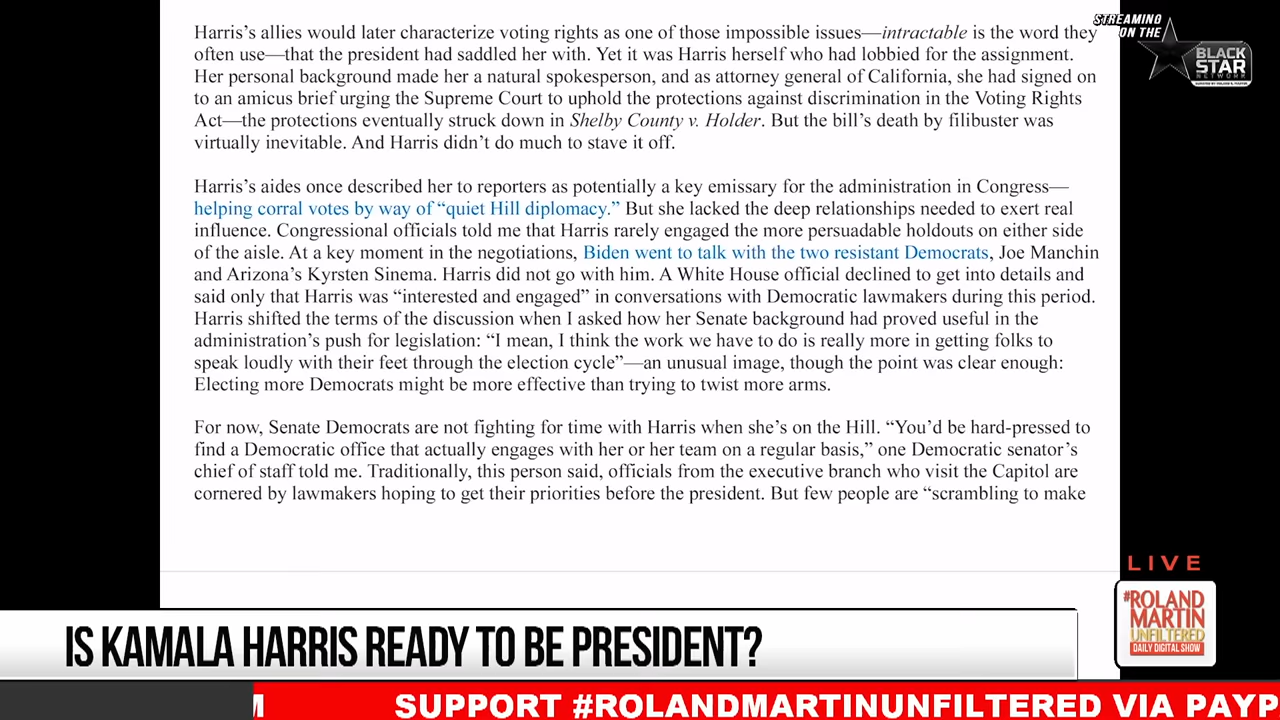 STREAMING
ON THE
BLACK
STAR
NETWORK
Harris’s allies would later characterize voting rights as one of those impossible issues—intractable is the word they
often use—that the president had saddled her with. Yet it was Harris herself who had lobbied for the assignment.
Her personal background made her a natural spokesperson, and as attorney general of California, she had signed on
to an amicus brief urging the Supreme Court to uphold the protections against discrimination in the Voting Rights
Act—the protections eventually struck down in Shelby County v. Holder. But the bill’s death by filibuster was
virtually inevitable. And Harris didn’t do much to stave it off.
Harris’s aides once described her to reporters as potentially a key emissary for the administration in Congress—
helping corral votes by way of “quiet Hill diplomacy.” But she lacked the deep relationships needed to exert real
influence. Congressional officials told me that Harris rarely engaged the more persuadable holdouts on either side
of the aisle. At a key moment in the negotiations, Biden went to talk with the two resistant Democrats, Joe Manchin
and Arizona’s Kyrsten Sinema. Harris did not go with him. A White House official declined to get into details and
said only that Harris was “interested and engaged” in conversations with Democratic lawmakers during this period.
Harris shifted the terms of the discussion when I asked how her Senate background had proved useful in the
administration’s push for legislation: “I mean, I think the work we have to do is really more in getting folks to
speak loudly with their feet through the election cycle”—an unusual image, though the point was clear enough:
Electing more Democrats might be more effective than trying to twist more arms.
For now, Senate Democrats are not fighting for time with Harris when she’s on the Hill. “You’d be hard-pressed to
find a Democratic office that actually engages with her or her team on a regular basis,” one Democratic senator’s
chief of staff told me. Traditionally, this person said, officials from the executive branch who visit the Capitol are
cornered by lawmakers hoping to get their priorities before the president. But few people are “scrambling to make
LIVE
#ROLAND
MARTIN
UNFILTERED
DAILY DIGITAL SHOW
IS KAMALA HARRIS READY TO BE PRESIDENT?
M SUPPORT #ROLANDMARTINUNFILTERED VIA PAYP